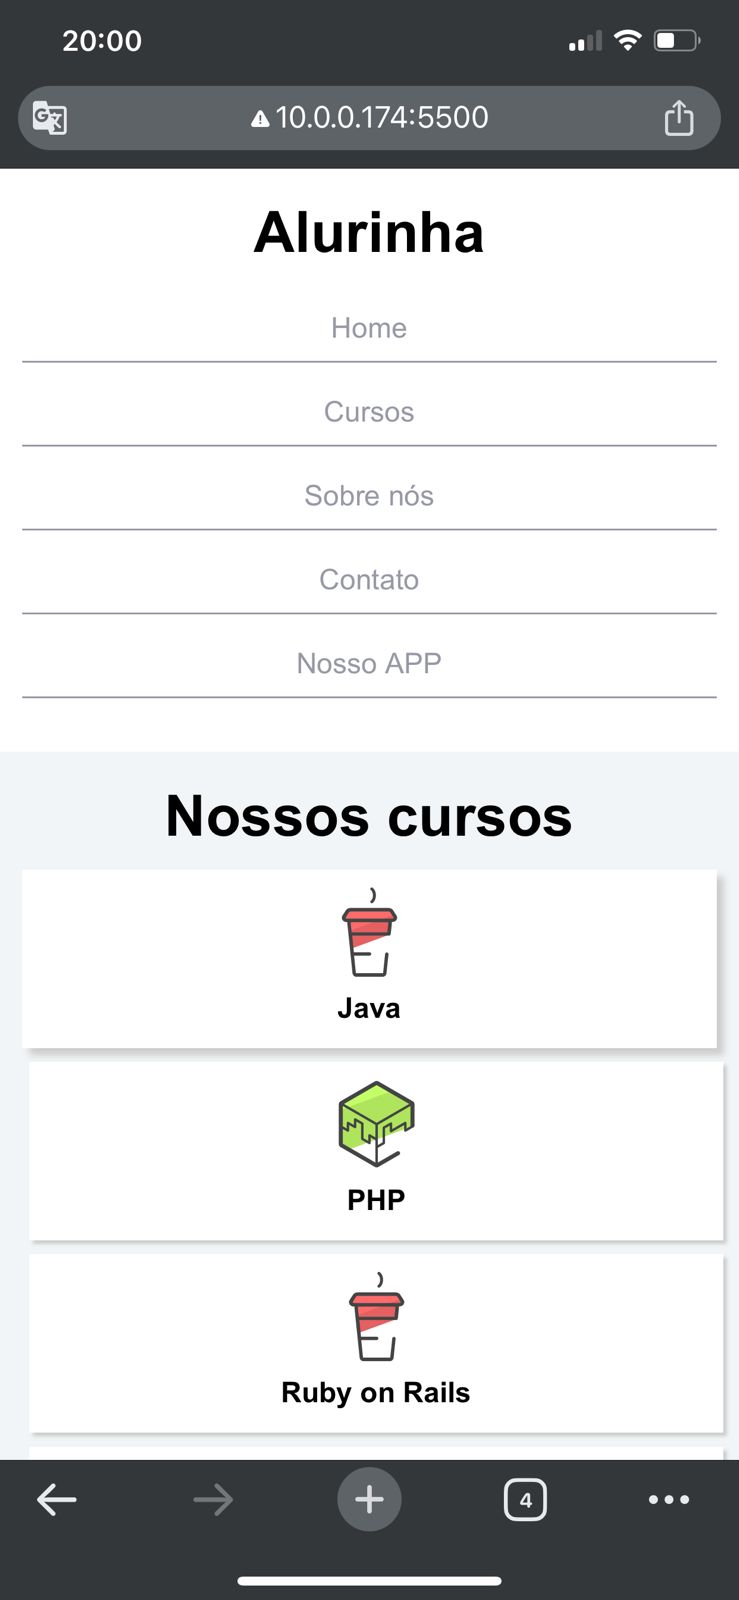 20:00
10.0.0.174:5500
Alurinha
Home
Cursos
Sobre nós
Contato
Nosso APP
Nossos cursos
Java
PHP
Ruby on Rails
4